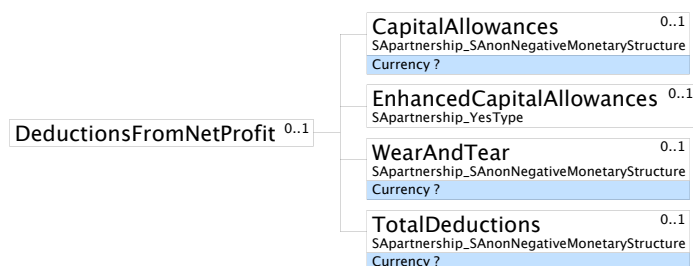 CapitalAllowances 0..1
SApartnership_SAnonNegativeMonetaryStructure
Currency ?
EnhancedCapitalAllowances 0..1
SApartnership_YesType
DeductionsFromNetProfit 0..1
WearAndTear 0..1
SApartnership_SAnonNegativeMonetaryStructure
Currency ?
TotalDeductions 0..1
SApartnership_SAnonNegativeMonetaryStructure
Currency ?